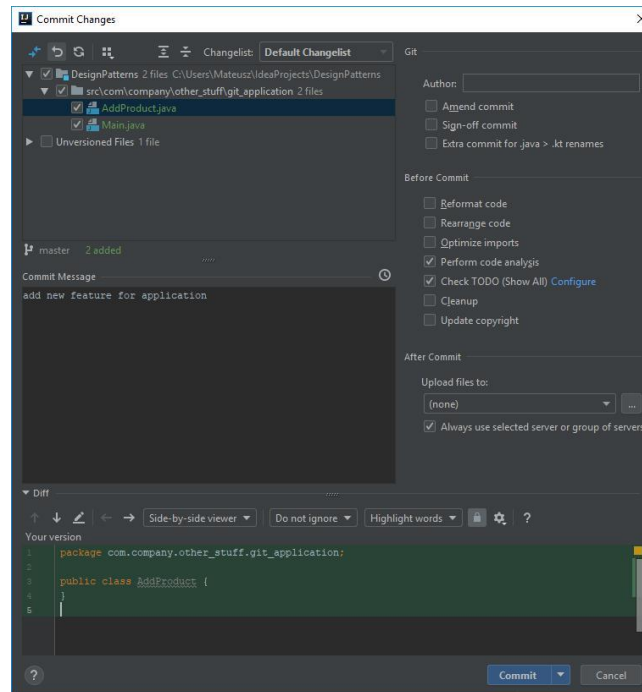 Commit Changes
Changelist: Default Changelist
DesignPatterns 2 files C:\Users\Mateusz\IdeaProjects\DesignPatterns
src\com\company\other_stuff\git_application 2 files
AddProduct.java
Main.java
Unversioned Files 1 file
master 2 added
Commit Message
add new feature for application
Git
Author:
Amend commit
Sign-off commit
Extra commit for .java > .kt renames
Before Commit
Reformat code
Rearrange code
Optimize imports
Perform code analysis
Check TODO (Show All) Configure
Cleanup
Update copyright
After Commit
Upload files to:
(none)
...
Always use selected server or group of servers
Diff
Side-by-side viewer Do not ignore Highlight words ?
Your version
1 package com.company.other_stuff.git_application;
2
3 public class AddProduct {
4 }
5
? Commit Cancel